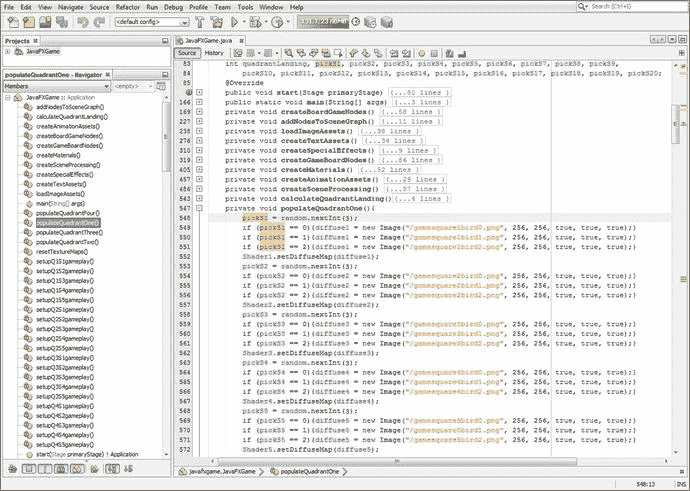 File Edit View Navigate Source Refactor Run Debug Profile Team Tools Window Help
Search (Ctrl+I)
<default config>
Projects
JavaFXGame
populateQuadrantOne - Navigator
Members
<empty>
JavaFXGame :: Application
addNodesToSceneGraph()
calculateQuadrantLanding()
createAnimationAssets()
createBoardGameNodes()
createGameBoardNodes()
createMaterials()
createSceneProcessing()
createSpecialEffects()
createTextAssets()
loadImageAssets()
main(String[] args)
populateQuadrantFour()
populateQuadrantOne()
populateQuadrantThree()
populateQuadrantTwo()
resetTextureMaps()
setupQ1S1gameplay()
setupQ1S2gameplay()
setupQ1S3gameplay()
setupQ1S4gameplay()
setupQ1S5gameplay()
setupQ2S1gameplay()
setupQ2S2gameplay()
setupQ2S3gameplay()
setupQ2S4gameplay()
setupQ2S5gameplay()
setupQ3S1gameplay()
setupQ3S2gameplay()
setupQ3S3gameplay()
setupQ3S4gameplay()
setupQ3S5gameplay()
setupQ4S1gameplay()
setupQ4S2gameplay()
setupQ4S3gameplay()
setupQ4S4gameplay()
setupQ4S5gameplay()
start(Stage primaryStage) ↑ Application
JavaFXGame.java
Source History
83 int quadrantLanding, pickS1, pickS2, pickS3, pickS4, pickS5, pickS6, pickS7, pickS8, pickS9,
84 pickS10, pickS11, pickS12, pickS13, pickS14, pickS15, pickS16, pickS17, pickS18, pickS19, pickS20;
85 @Override
public void start(Stage primaryStage) {...80 lines }
166 public static void main(String[] args) {...3 lines }
169 private void createBoardGameNodes() {...58 lines }
227 private void addNodesToSceneGraph() {...11 lines }
238 private void loadImageAssets() {...38 lines }
276 private void createTextAssets() {...34 lines }
310 private void createSpecialEffects() {...9 lines }
319 private void createGameBoardNodes() {...86 lines }
405 private void createMaterials() {...52 lines }
457 private void createAnimationAssets() {...29 lines }
486 private void createSceneProcessing() {...57 lines }
543 private void calculateQuadrantLanding() {...4 lines }
547 private void populateQuadrantOne(){
548 pickS1 = random.nextInt(3);
549 if (pickS1 == 0){diffuse1 = new Image("/gamesquare1bird0.png", 256, 256, true, true, true);}
550 if (pickS1 == 1){diffuse1 = new Image("/gamesquare1bird1.png", 256, 256, true, true, true);}
551 if (pickS1 == 2){diffuse1 = new Image("/gamesquare1bird2.png", 256, 256, true, true, true);}
552 Shader1.setDiffuseMap(diffuse1);
553 pickS2 = random.nextInt(3);
554 if (pickS2 == 0){diffuse2 = new Image("/gamesquare2bird0.png", 256, 256, true, true, true);}
555 if (pickS2 == 1){diffuse2 = new Image("/gamesquare2bird1.png", 256, 256, true, true, true);}
556 if (pickS2 == 2){diffuse2 = new Image("/gamesquare2bird2.png", 256, 256, true, true, true);}
557 Shader2.setDiffuseMap(diffuse2);
558 pickS3 = random.nextInt(3);
559 if (pickS3 == 0){diffuse3 = new Image("/gamesquare3bird0.png", 256, 256, true, true, true);}
560 if (pickS3 == 1){diffuse3 = new Image("/gamesquare3bird1.png", 256, 256, true, true, true);}
561 if (pickS3 == 2){diffuse3 = new Image("/gamesquare3bird2.png", 256, 256, true, true, true);}
562 Shader3.setDiffuseMap(diffuse3);
563 pickS4 = random.nextInt(3);
564 if (pickS4 == 0){diffuse4 = new Image("/gamesquare4bird0.png", 256, 256, true, true, true);}
565 if (pickS4 == 1){diffuse4 = new Image("/gamesquare4bird1.png", 256, 256, true, true, true);}
566 if (pickS4 == 2){diffuse4 = new Image("/gamesquare4bird2.png", 256, 256, true, true, true);}
567 Shader4.setDiffuseMap(diffuse4);
568 pickS5 = random.nextInt(3);
569 if (pickS5 == 0){diffuse5 = new Image("/gamesquare5bird0.png", 256, 256, true, true, true);}
570 if (pickS5 == 1){diffuse5 = new Image("/gamesquare5bird1.png", 256, 256, true, true, true);}
571 if (pickS5 == 2){diffuse5 = new Image("/gamesquare5bird2.png", 256, 256, true, true, true);}
572 Shader5.setDiffuseMap(diffuse5);
javafxgame.JavaFXGame populateQuadrantOne
548:13 INS